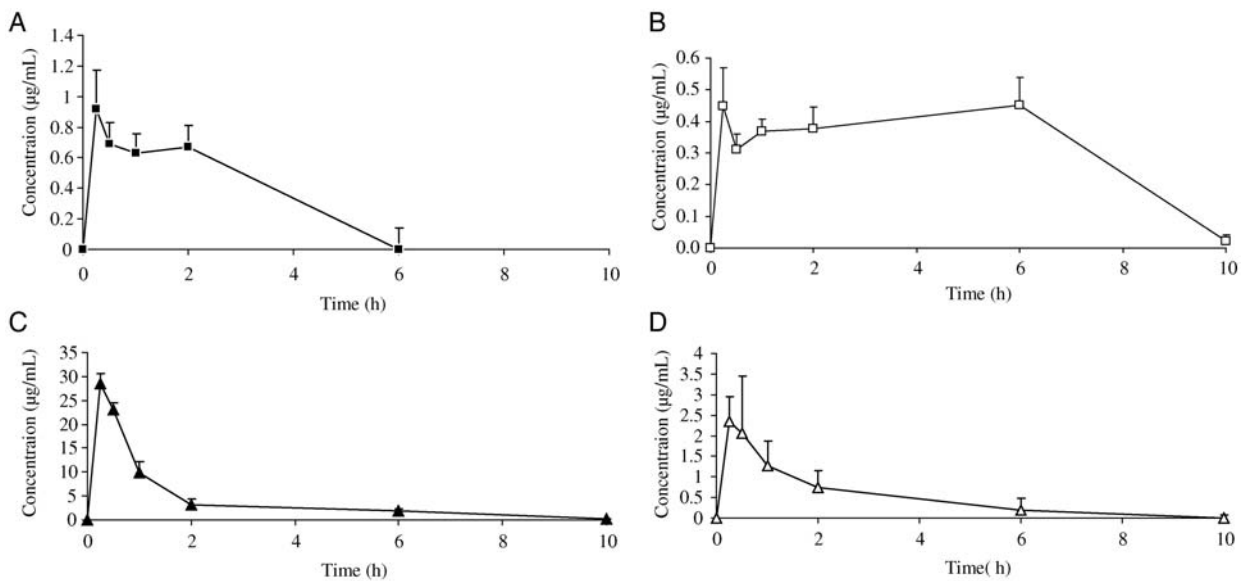 A
Concentraion (µg/mL)
1.4
1.2
1
0.8
0.6
0.4
0.2
0
0 2 4 6 8 10
Time (h)
B
Concentraion (µg/mL)
0.6
0.5
0.4
0.3
0.2
0.1
0.0
0 2 4 6 8 10
Time (h)
C
Concentraion (µg/mL)
35
30
25
20
15
10
5
0
0 2 4 6 8 10
Time (h)
D
Concentraion (µg/mL)
4
3.5
3
2.5
2
1.5
1
0.5
0
0 2 4 6 8 10
Time( h)